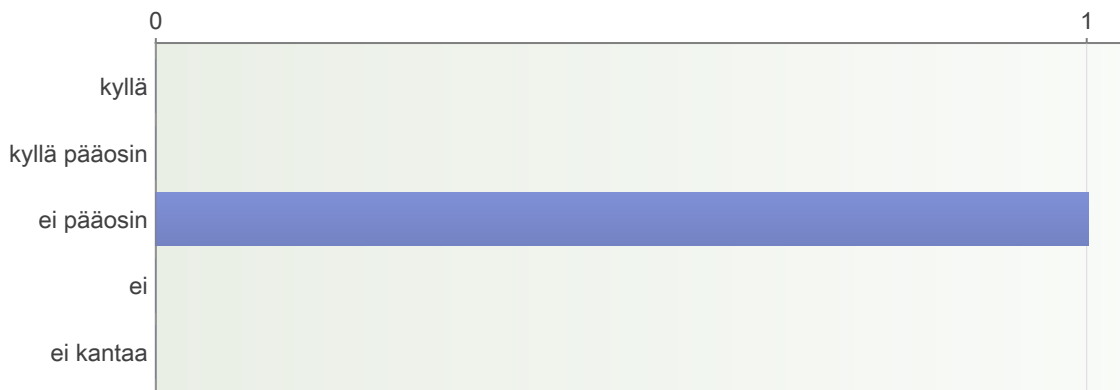 0 1
kyllä
kyllä pääosin
ei pääosin
ei
ei kantaa